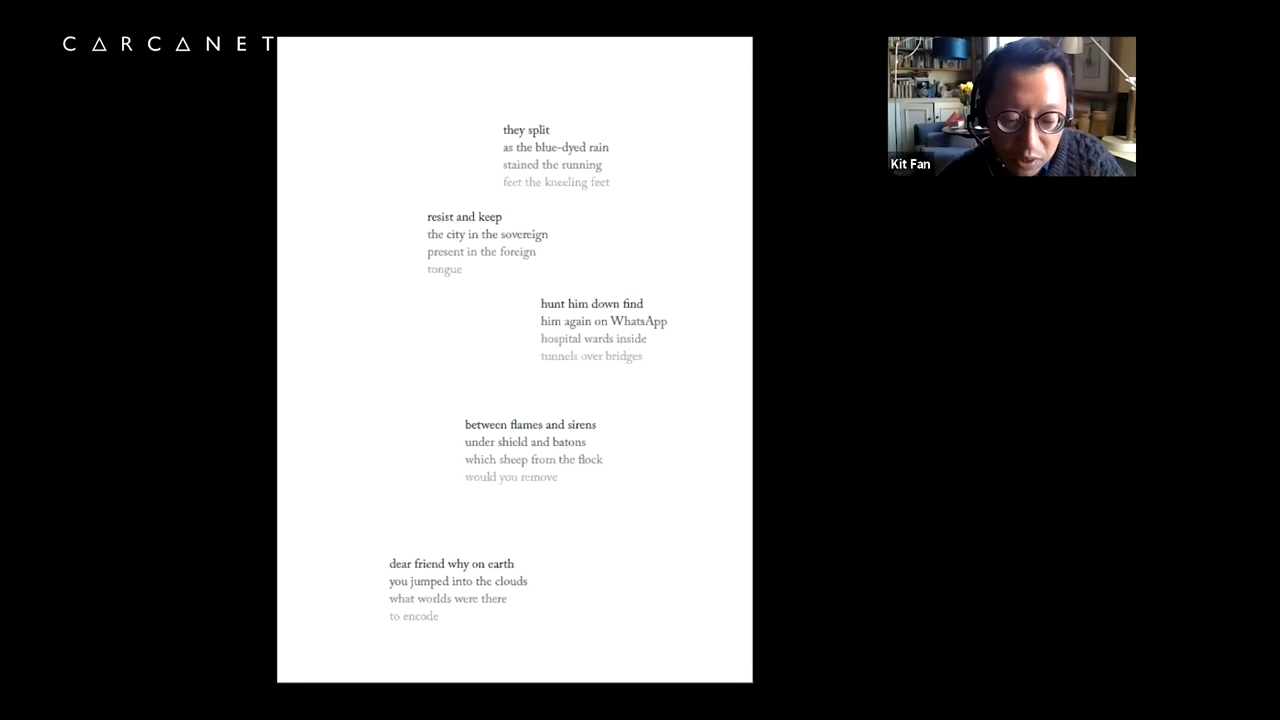 CARCANET
they split
as the blue-dyed rain
stained the running
feet the kneeling feet
resist and keep
the city in the sovereign
present in the foreign
tongue
hunt him down find
him again on WhatsApp
hospital wards inside
tunnels over bridges
between flames and sirens
under shield and batons
which sheep from the flock
would you remove
dear friend why on earth
you jumped into the clouds
what worlds were there
to encode
Kit Fan